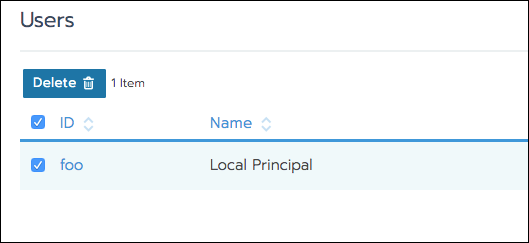 Users
Delete 1 Item
ID Name
foo Local Principal